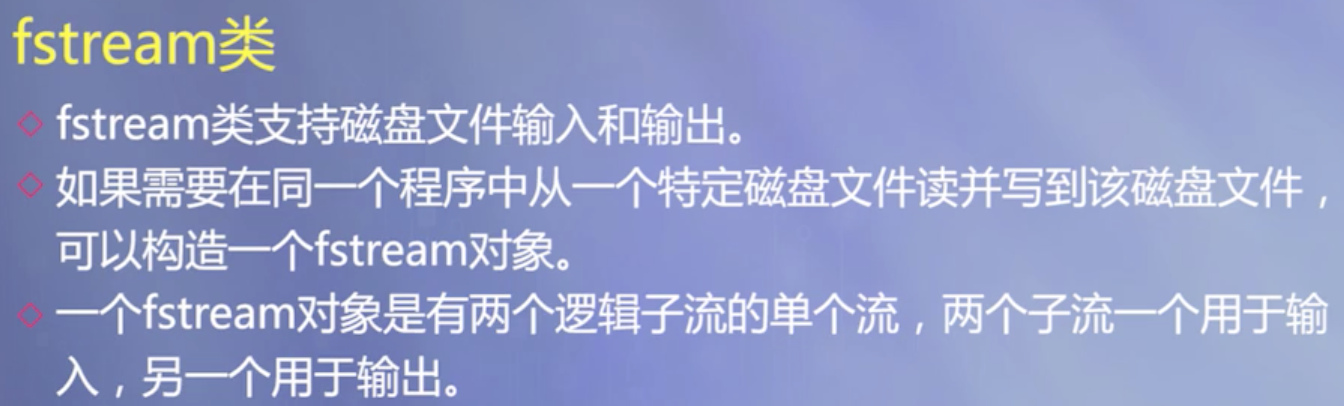 fstream类
◇ fstream类支持磁盘文件输入和输出。
◇ 如果需要在同一个程序中从一个特定磁盘文件读并写到该磁盘文件，
可以构造一个fstream对象。
◇ 一个fstream对象是有两个逻辑子流的单个流，两个子流一个用于输
入，另一个用于输出。